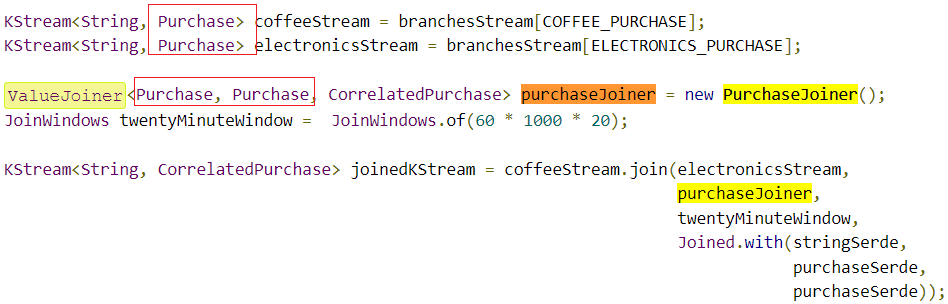 KStream<String, Purchase> coffeeStream = branchesStream[COFFEE_PURCHASE];
KStream<String, Purchase> electronicsStream = branchesStream[ELECTRONICS_PURCHASE];
ValueJoiner<Purchase, Purchase, CorrelatedPurchase> purchaseJoiner = new PurchaseJoiner();
JoinWindows twentyMinuteWindow =  JoinWindows.of(60 * 1000 * 20);
KStream<String, CorrelatedPurchase> joinedKStream = coffeeStream.join(electronicsStream,
purchaseJoiner,
twentyMinuteWindow,
Joined.with(stringSerde,
purchaseSerde,
purchaseSerde));